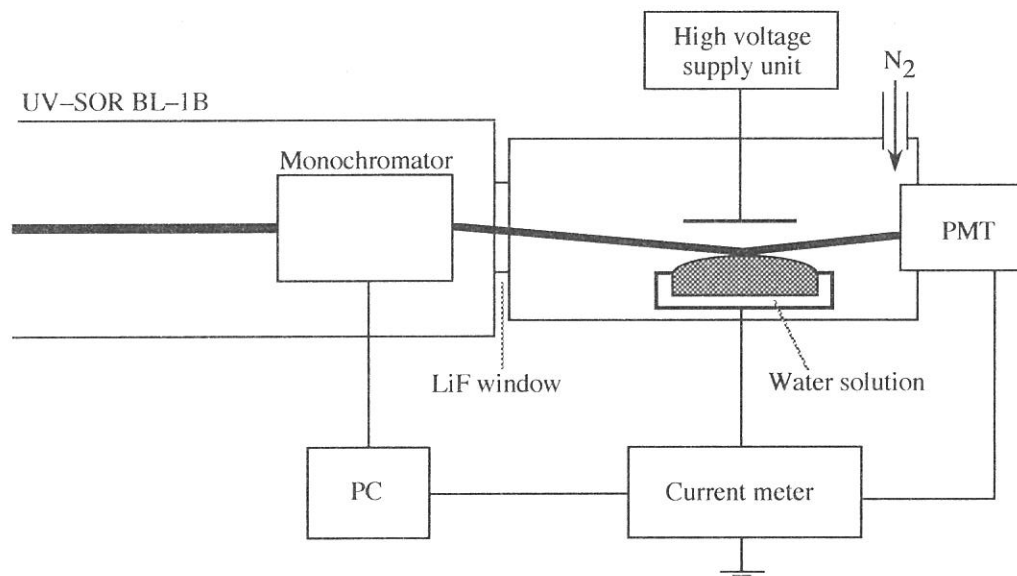 High voltage
supply unit
N2
UV–SOR BL–1B
Monochromator
PMT
LiF window
Water solution
PC
Current meter